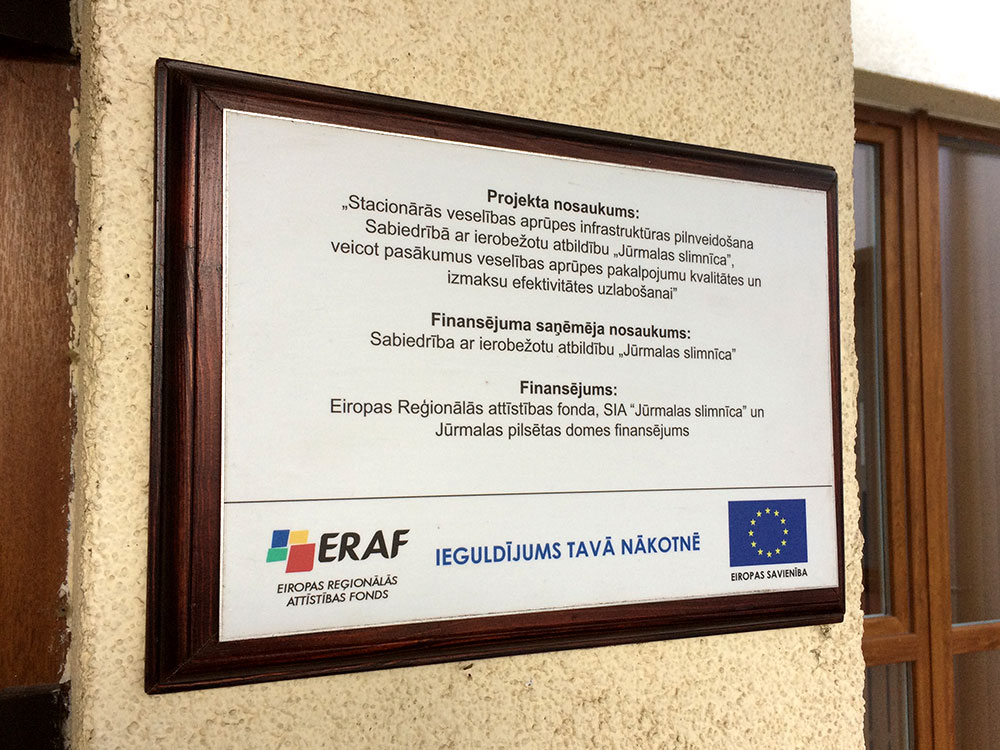 Projekta nosaukums:
„Stacionārās veselības aprūpes infrastruktūras pilnveidošana
Sabiedrībā ar ierobežotu atbildību „Jūrmalas slimnīca”,
veicot pasākumus veselības aprūpes pakalpojumu kvalitātes un
izmaksu efektivitātes uzlabošanai”
Finansējuma saņēmēja nosaukums:
Sabiedrība ar ierobežotu atbildību „Jūrmalas slimnīca”
Finansējums:
Eiropas Reģionālās attīstības fonda, SIA “Jūrmalas slimnīca” un
Jūrmalas pilsētas domes finansējums
ERAF
EIROPAS REĢIONĀLĀS
ATTĪSTĪBAS FONDS
IEGULDĪJUMS TAVĀ NĀKOTNĒ
EIROPAS SAVIENĪBA